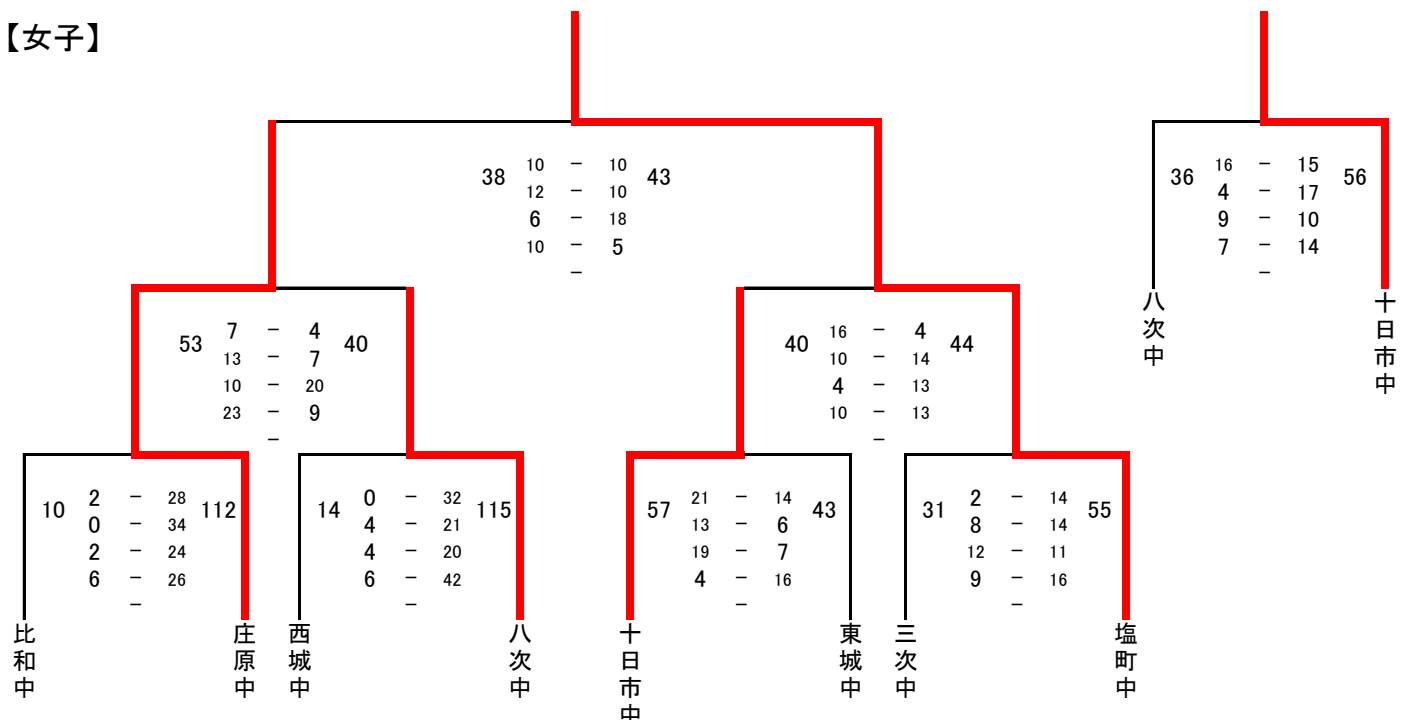 【女子】
38 10 － 10 43
12 － 10
6 － 18
10 － 5
－
36 16 － 15 56
4 － 17
9 － 10
7 － 14
－
八次中
十日市中
53 7 － 4 40
13 － 7
10 － 20
23 － 9
－
40 16 － 4 44
10 － 14
4 － 13
10 － 13
－
10 2 － 28 112
0 － 34
2 － 24
6 － 26
－
14 0 － 32 115
4 － 21
4 － 20
6 － 42
－
57 21 － 14 43
13 － 6
19 － 7
4 － 16
－
31 2 － 14 55
8 － 14
12 － 11
9 － 16
－
比和中
庄原中
西城中
八次中
十日市中
東城中
三次中
塩町中